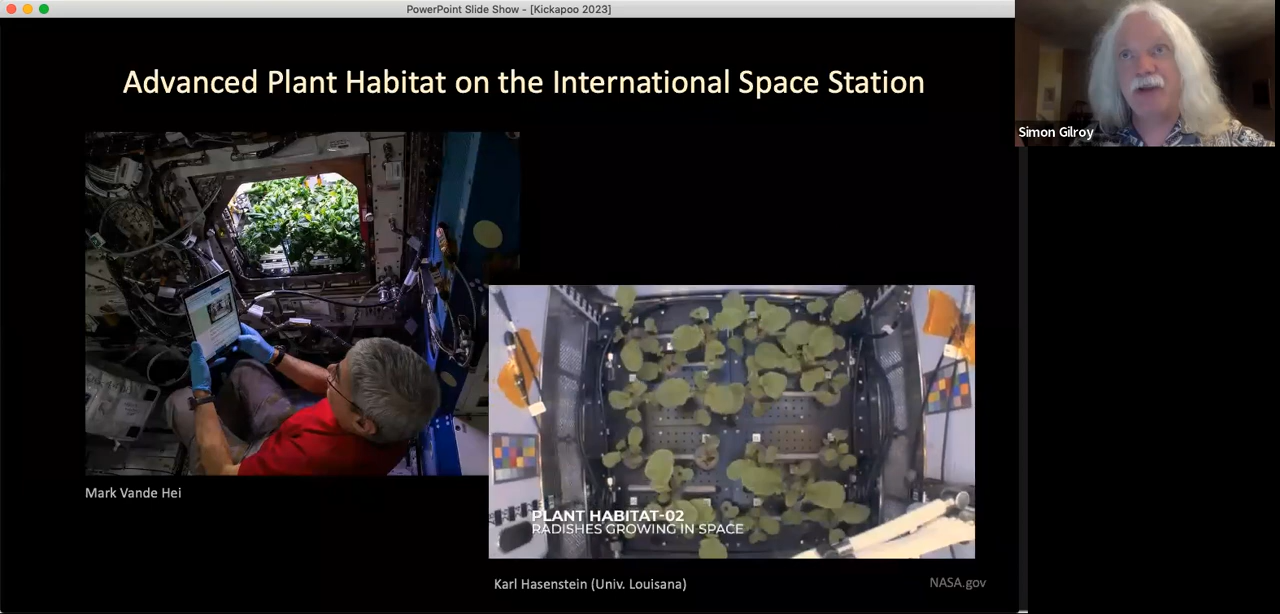 PowerPoint Slide Show - [Kickapoo 2023]
Advanced Plant Habitat on the International Space Station
Simon Gilroy
Mark Vande Hei
PLANT HABITAT-02
RADISHES GROWING IN SPACE
Karl Hasenstein (Univ. Louisana)
NASA.gov